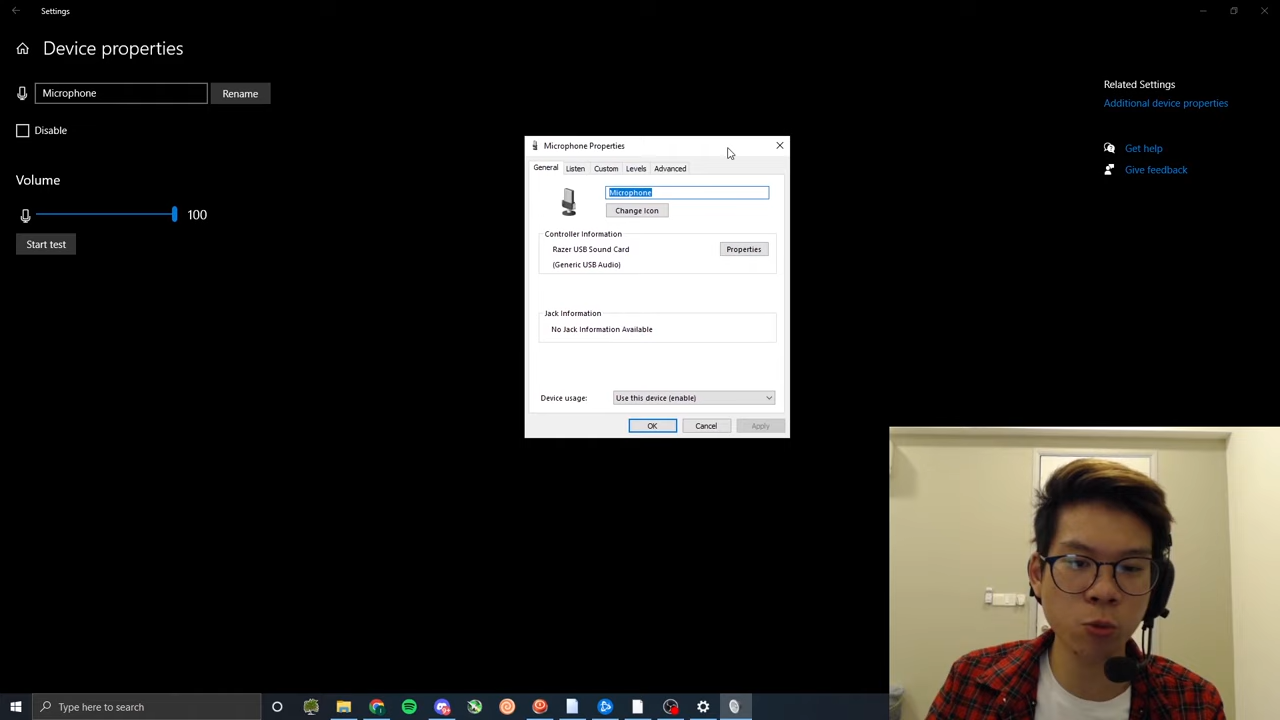 Settings
Device properties
Microphone
Rename
Disable
Volume
100
Start test
Related Settings
Additional device properties
Get help
Give feedback
Microphone Properties
General Listen Custom Levels Advanced
Microphone
Change Icon
Controller Information
Razer USB Sound Card
Properties
(Generic USB Audio)
Jack Information
No Jack Information Available
Device usage:
Use this device (enable)
OK Cancel Apply
Type here to search